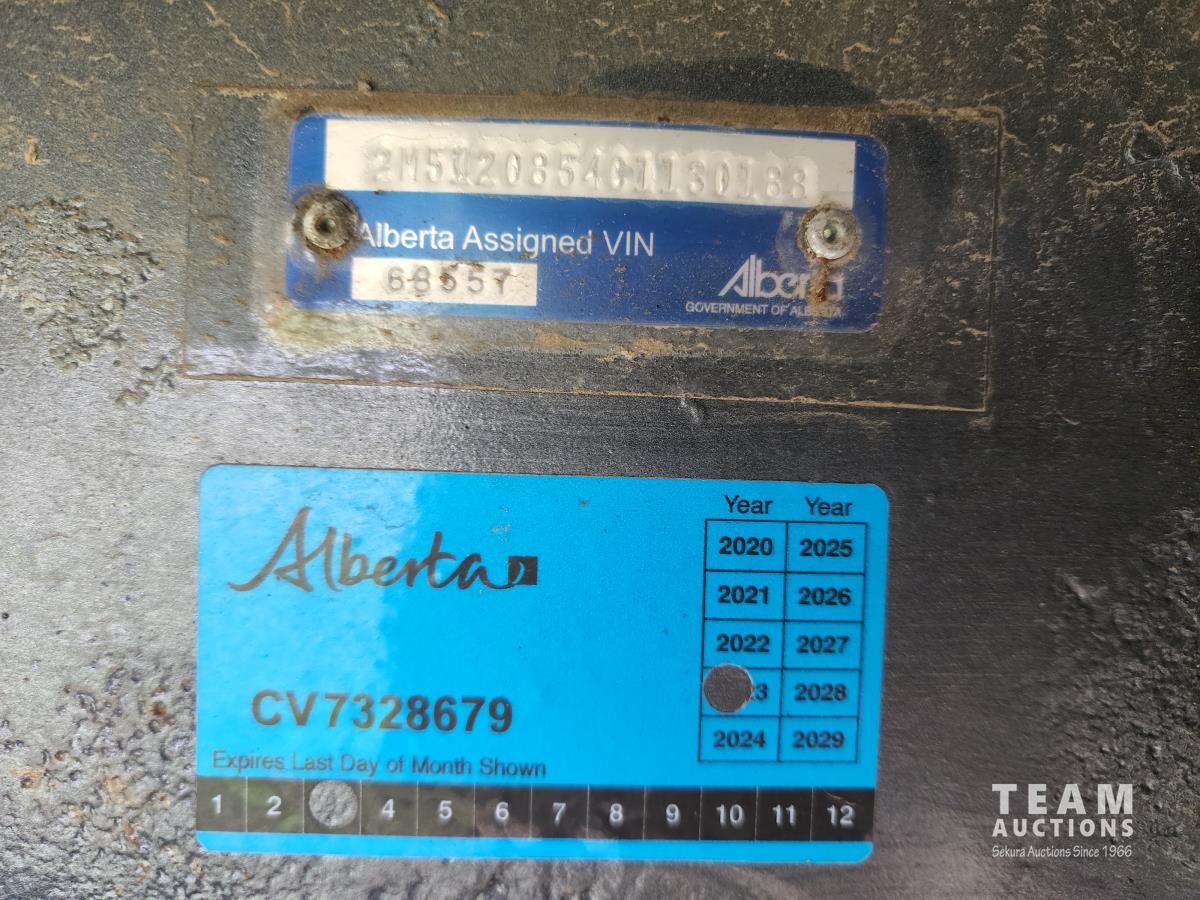 2M5W20854C1130188
Alberta Assigned VIN
68557
Alberta
GOVERNMENT OF ALBERTA
Year Year
2020 2025
2021 2026
2022 2027
3 2028
2024 2029
Alberta
CV7328679
Expires Last Day of Month Shown
1 2 4 5 6 7 8 9 10 11 12
TEAM
AUCTIONS
Sekura Auctions Since 1966